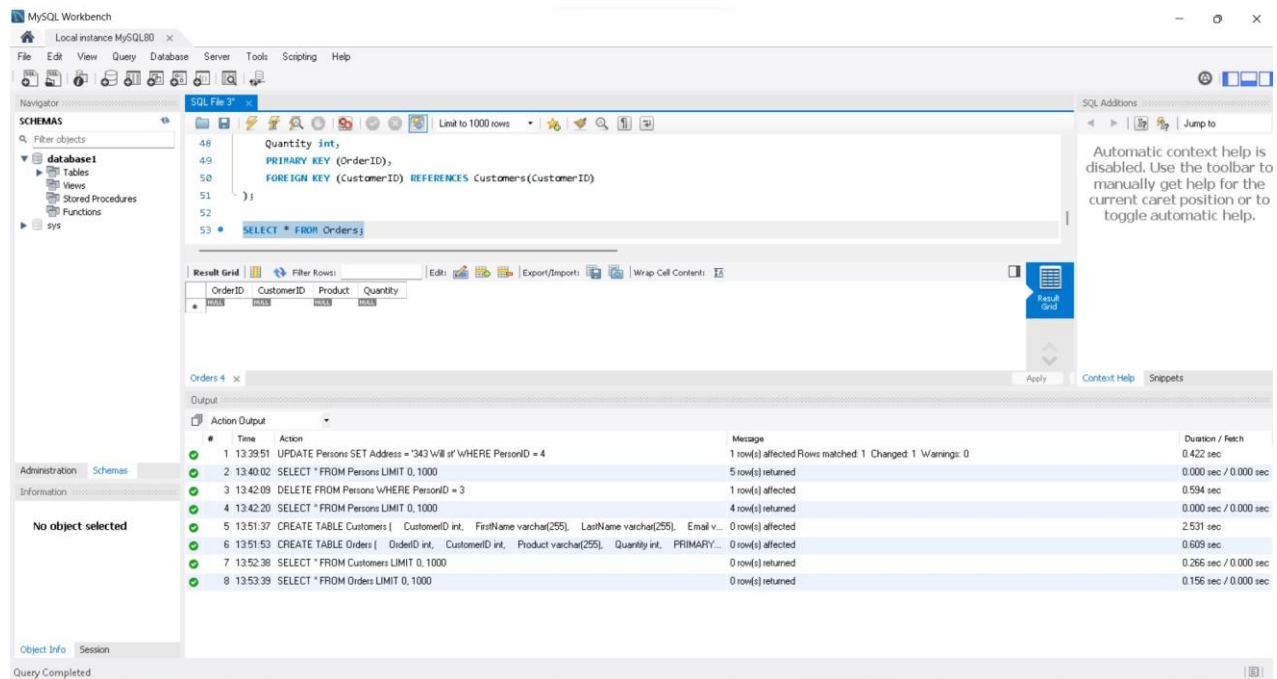 MySQL Workbench
Local instance MySQL80
File Edit View Query Database Server Tools Scripting Help
Navigator
SCHEMAS
Filter objects
database1
Tables
Views
Stored Procedures
Functions
sys
Administration Schemas
Information
No object selected
Object Info Session
Query Completed
SQL File 3*
Limit to 1000 rows
48 Quantity int,
49 PRIMARY KEY (OrderID),
50 FOREIGN KEY (CustomerID) REFERENCES Customers(CustomerID)
51 );
52
53 SELECT * FROM Orders;
Result Grid Filter Rows: Edit: Export/Import: Wrap Cell Content:
OrderID CustomerID Product Quantity
NULL NULL NULL NULL
Result
Grid
Orders 4 Apply
Output
Action Output
# Time Action Message Duration / Fetch
1 13:39:51 UPDATE Persons SET Address = '343 Will st' WHERE PersonID = 4 1 row(s) affected Rows matched: 1 Changed: 1 Warnings: 0 0.422 sec
2 13:40:02 SELECT * FROM Persons LIMIT 0, 1000 5 row(s) returned 0.000 sec / 0.000 sec
3 13:42:09 DELETE FROM Persons WHERE PersonID = 3 1 row(s) affected 0.594 sec
4 13:42:20 SELECT * FROM Persons LIMIT 0, 1000 4 row(s) returned 0.000 sec / 0.000 sec
5 13:51:37 CREATE TABLE Customers ( CustomerID int, FirstName varchar(255), LastName varchar(255), Email v... 0 row(s) affected 2.531 sec
6 13:51:53 CREATE TABLE Orders ( OrderID int, CustomerID int, Product varchar(255), Quantity int, PRIMARY... 0 row(s) affected 0.609 sec
7 13:52:38 SELECT * FROM Customers LIMIT 0, 1000 0 row(s) returned 0.266 sec / 0.000 sec
8 13:53:39 SELECT * FROM Orders LIMIT 0, 1000 0 row(s) returned 0.156 sec / 0.000 sec
SQL Additions
Jump to
Automatic context help is
disabled. Use the toolbar to
manually get help for the
current caret position or to
toggle automatic help.
Context Help Snippets